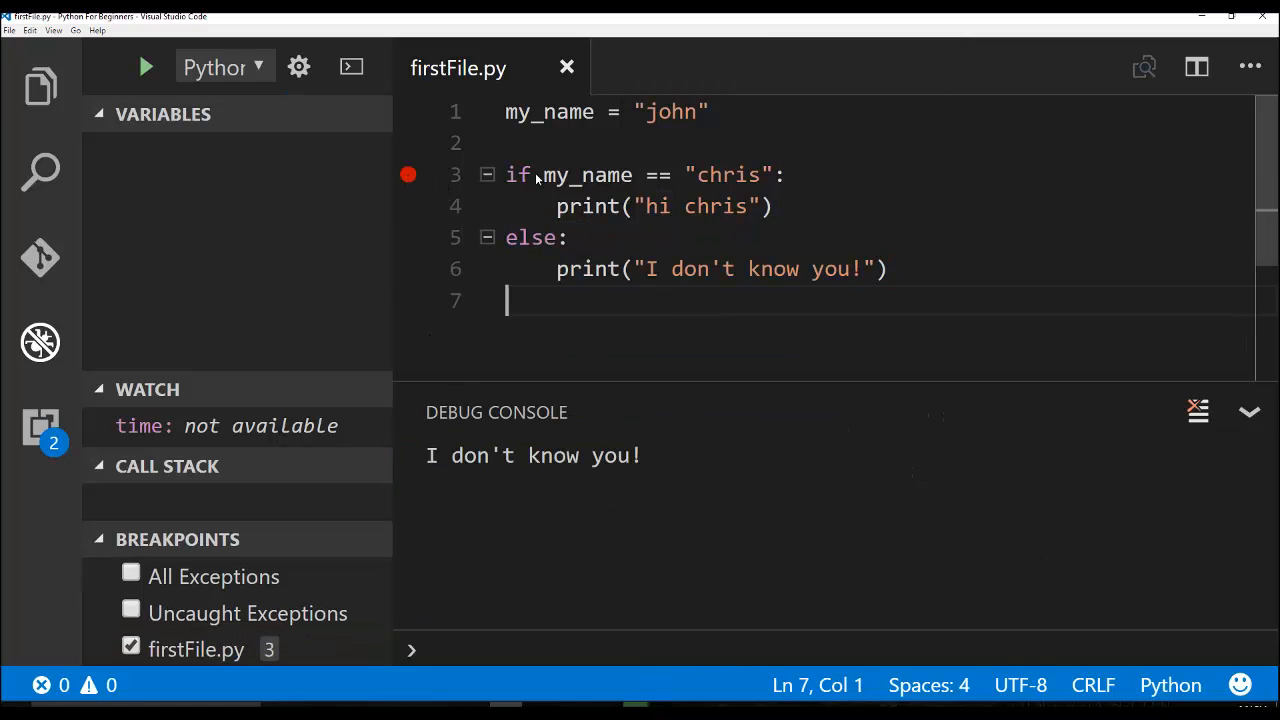 firstFile.py - Python For Beginners - Visual Studio Code
File Edit View Go Help
Python
firstFile.py
VARIABLES
WATCH
time: not available
CALL STACK
BREAKPOINTS
All Exceptions
Uncaught Exceptions
firstFile.py 3
2
1 my_name = "john"
2
3 if my_name == "chris":
4 print("hi chris")
5 else:
6 print("I don't know you!")
7
DEBUG CONSOLE
I don't know you!
0 0
Ln 7, Col 1 Spaces: 4 UTF-8 CRLF Python